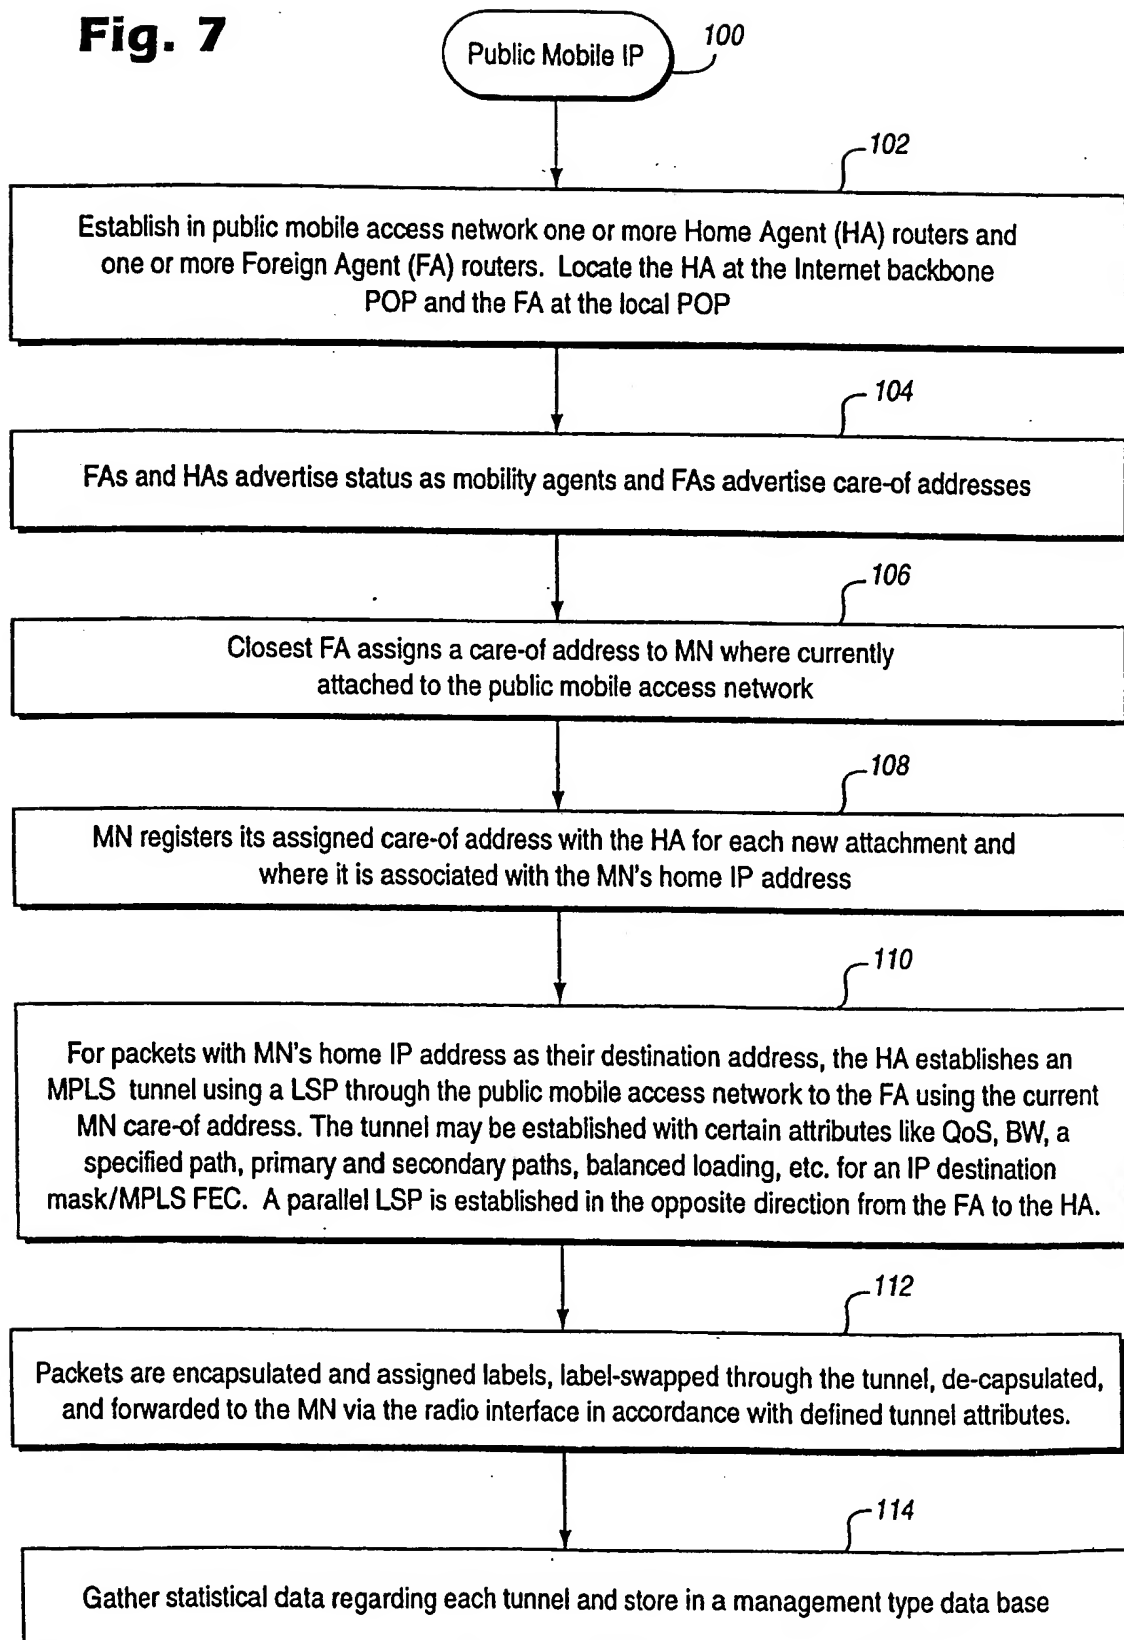 Fig. 7
Public Mobile IP
100
102
Establish in public mobile access network one or more Home Agent (HA) routers and
one or more Foreign Agent (FA) routers. Locate the HA at the Internet backbone
POP and the FA at the local POP
104
FAs and HAs advertise status as mobility agents and FAs advertise care-of addresses
106
Closest FA assigns a care-of address to MN where currently
attached to the public mobile access network
108
MN registers its assigned care-of address with the HA for each new attachment and
where it is associated with the MN's home IP address
110
For packets with MN's home IP address as their destination address, the HA establishes an
MPLS tunnel using a LSP through the public mobile access network to the FA using the current
MN care-of address. The tunnel may be established with certain attributes like QoS, BW, a
specified path, primary and secondary paths, balanced loading, etc. for an IP destination
mask/MPLS FEC. A parallel LSP is established in the opposite direction from the FA to the HA.
112
Packets are encapsulated and assigned labels, label-swapped through the tunnel, de-capsulated,
and forwarded to the MN via the radio interface in accordance with defined tunnel attributes.
114
Gather statistical data regarding each tunnel and store in a management type data base